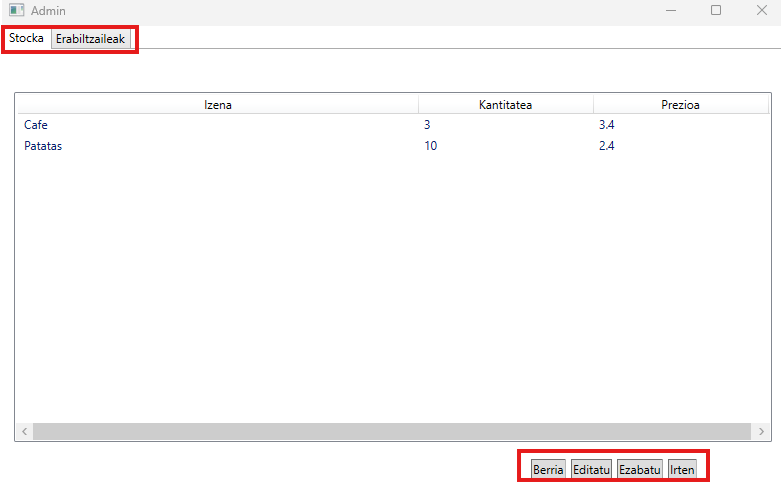 Admin
Stocka Erabiltzaileak
Izena Kantitatea Prezioa
Cafe 3 3.4
Patatas 10 2.4
Berria Editatu Ezabatu Irten